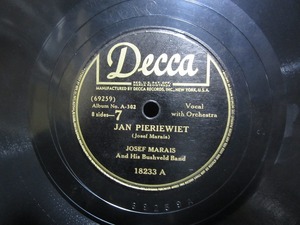 Decca
MANUFACTURED BY DECCA RECORDS, INC., NEW YORK, U.S.A.
(69259)
Album No. A-302
8 sides—7
Vocal
with Orchestra
JAN PIERIEWIET
(Josef Marais)
JOSEF MARAIS
And His Bushveld Band
18233 A